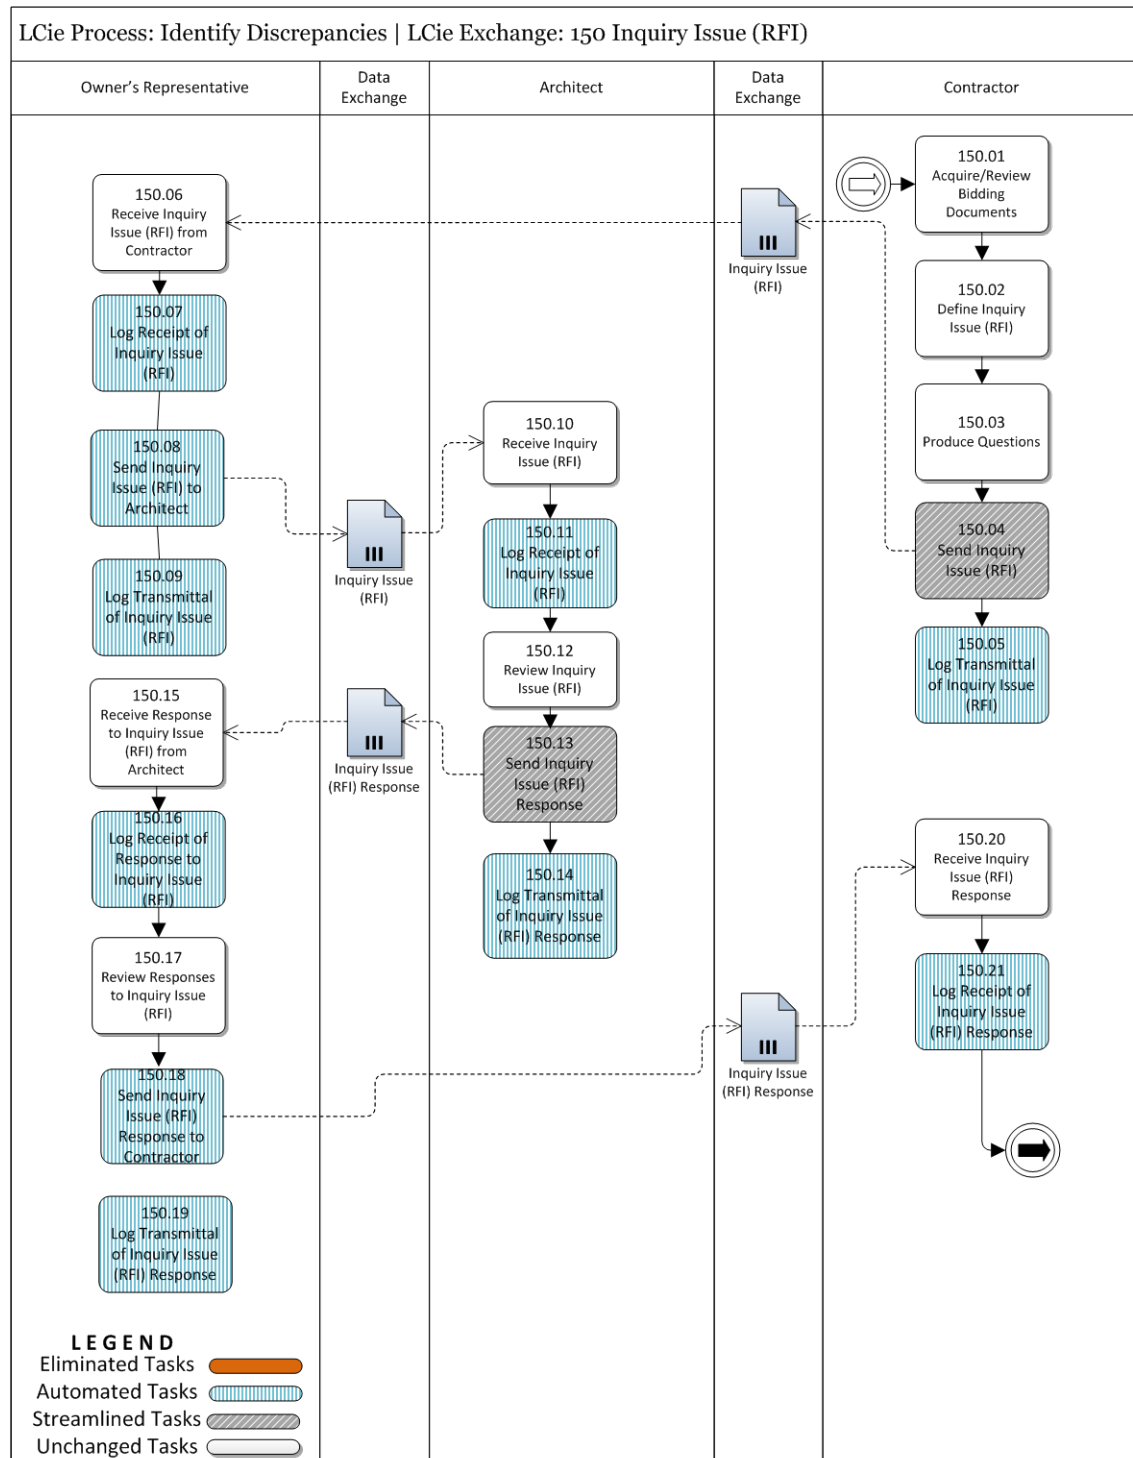 LCie Process: Identify Discrepancies | LCie Exchange: 150 Inquiry Issue (RFI)
Owner's Representative
Data
Exchange
Architect
Data
Exchange
Contractor
150.06
Receive Inquiry
Issue (RFI) from
Contractor
150.07
Log Receipt of
Inquiry Issue
(RFI)
150.08
Send Inquiry
Issue (RFI) to
Architect
150.09
Log Transmittal
of Inquiry Issue
(RFI)
150.15
Receive Response
to Inquiry Issue
(RFI) from
Architect
150.16
Log Receipt of
Response to
Inquiry Issue
(RFI)
150.17
Review Responses
to Inquiry Issue
(RFI)
150.18
Send Inquiry
Issue (RFI)
Response to
Contractor
150.19
Log Transmittal
of Inquiry Issue
(RFI) Response
Inquiry Issue
(RFI)
Inquiry Issue
(RFI) Response
150.10
Receive Inquiry
Issue (RFI)
150.11
Log Receipt of
Inquiry Issue
(RFI)
150.12
Review Inquiry
Issue (RFI)
150.13
Send Inquiry
Issue (RFI)
Response
150.14
Log Transmittal
of Inquiry Issue
(RFI) Response
Inquiry Issue
(RFI)
Inquiry Issue
(RFI) Response
150.01
Acquire/Review
Bidding
Documents
150.02
Define Inquiry
Issue (RFI)
150.03
Produce Questions
150.04
Send Inquiry
Issue (RFI)
150.05
Log Transmittal
of Inquiry Issue
(RFI)
150.20
Receive Inquiry
Issue (RFI)
Response
150.21
Log Receipt of
Inquiry Issue
(RFI) Response
LEGEND
Eliminated Tasks
Automated Tasks
Streamlined Tasks
Unchanged Tasks